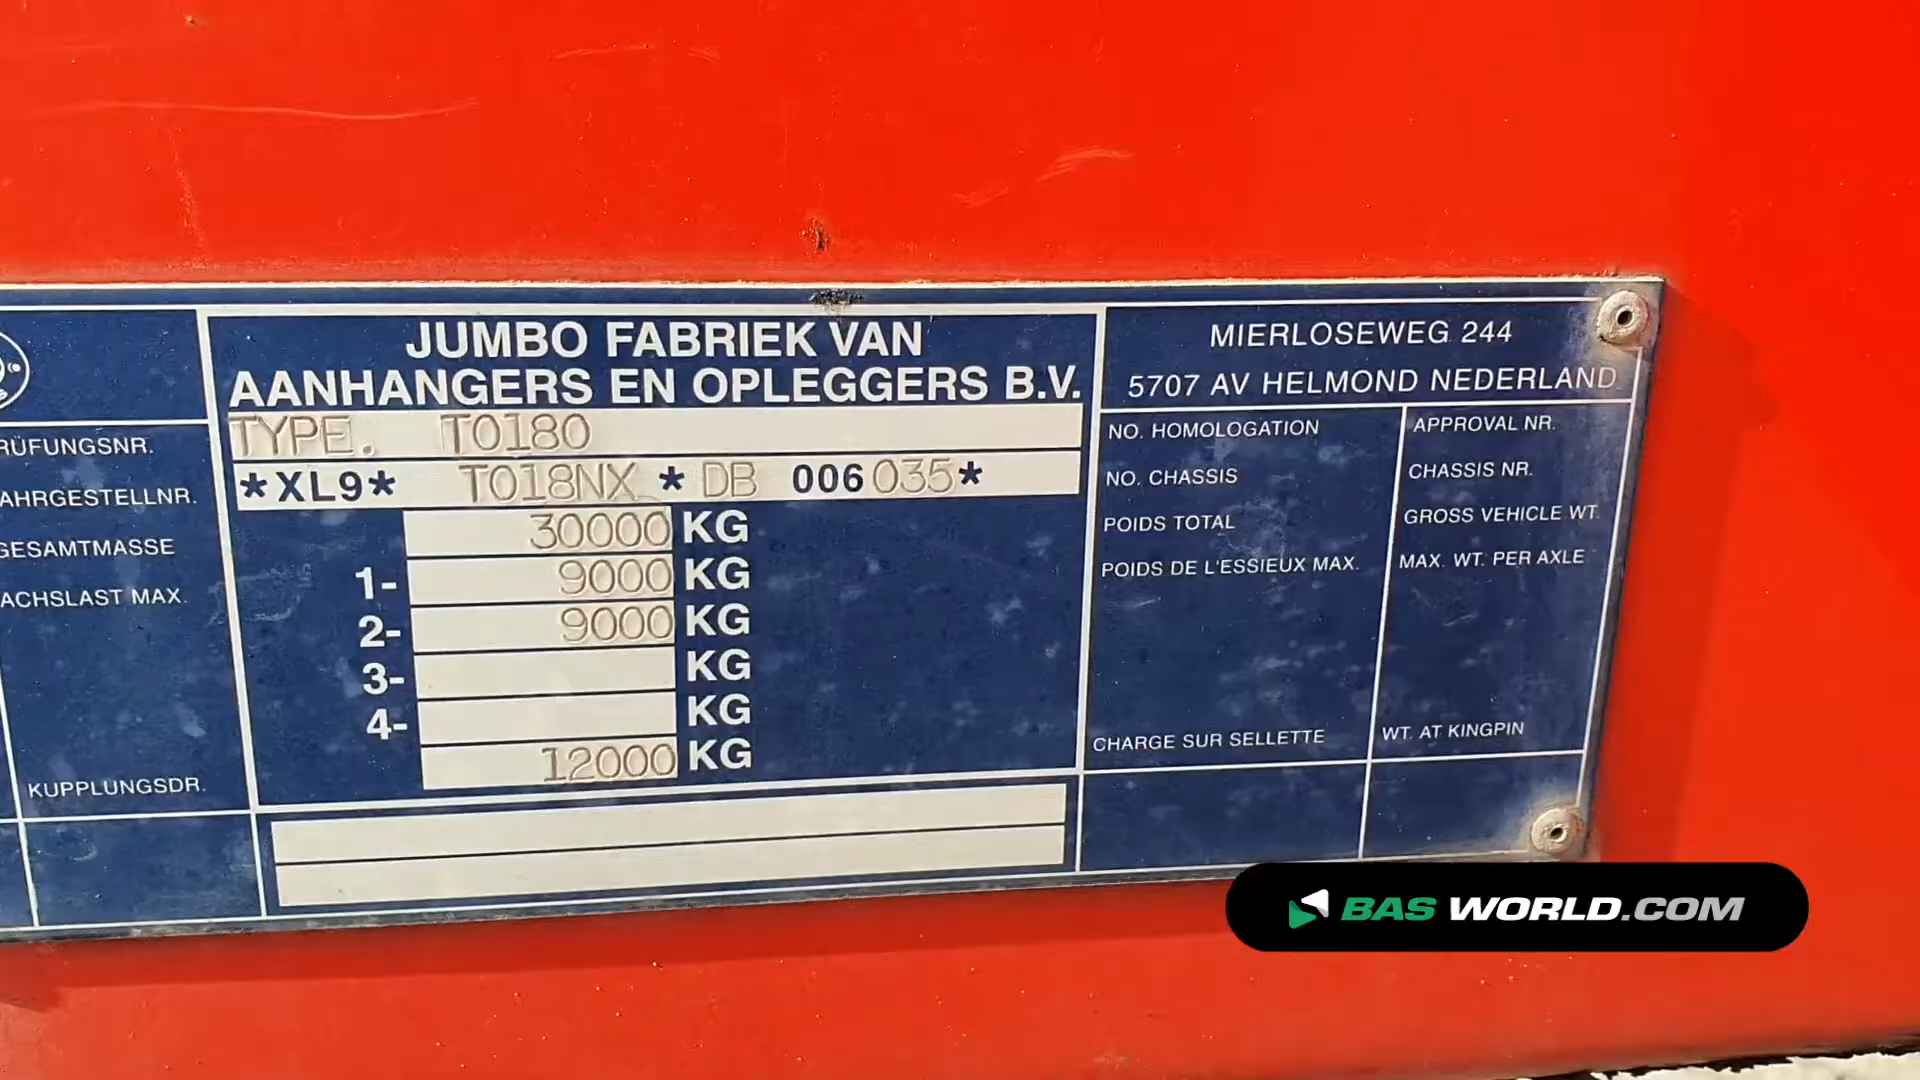 JUMBO FABRIEK VAN
AANHANGERS EN OPLEGGERS B.V.
MIERLOSEWEG 244
5707 AV HELMOND NEDERLAND
RÜFUNGSNR.
TYPE. T0180
NO. HOMOLOGATION
APPROVAL NR.
AHRGESTELLNR.
*XL9* T018NX * DB 006035*
NO. CHASSIS
CHASSIS NR.
GESAMTMASSE
30000 KG
POIDS TOTAL
GROSS VEHICLE WT.
ACHSLAST MAX.
1- 9000 KG
POIDS DE L'ESSIEUX MAX.
MAX. WT. PER AXLE
2- 9000 KG
3- KG
4- KG
KUPPLUNGSDR.
12000 KG
CHARGE SUR SELLETTE
WT. AT KINGPIN
BAS WORLD.COM